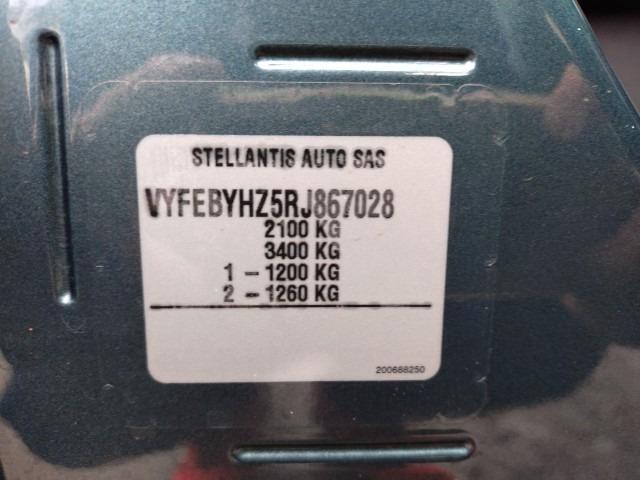 STELLANTIS AUTO SAS
VYFEBYHZ5RJ867028
2100 KG
3400 KG
1 - 1200 KG
2 - 1260 KG
200688250